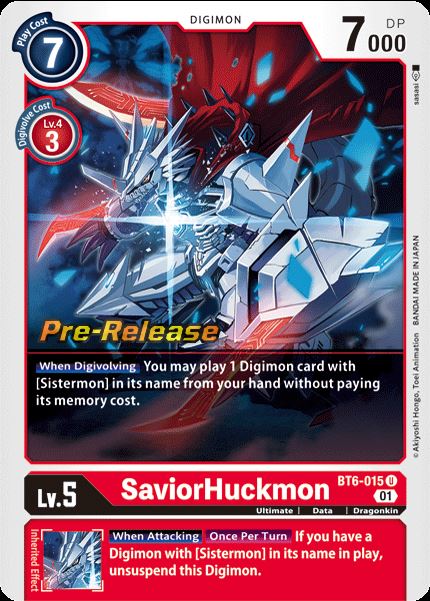 Play Cost
7
DIGIMON
DP
7000
Digivolve Cost
Lv.4
3
sasasi
Pre-Release
When Digivolving You may play 1 Digimon card with
[Sistermon] in its name from your hand without paying
its memory cost.
© Akiyoshi Hongo, Toei Animation BANDAI MADE IN JAPAN
BT6-015 U
Lv.5 SaviorHuckmon 01
Ultimate | Data | Dragonkin
Inherited Effect
When Attacking Once Per Turn If you have a
Digimon with [Sistermon] in its name in play,
unsuspend this Digimon.